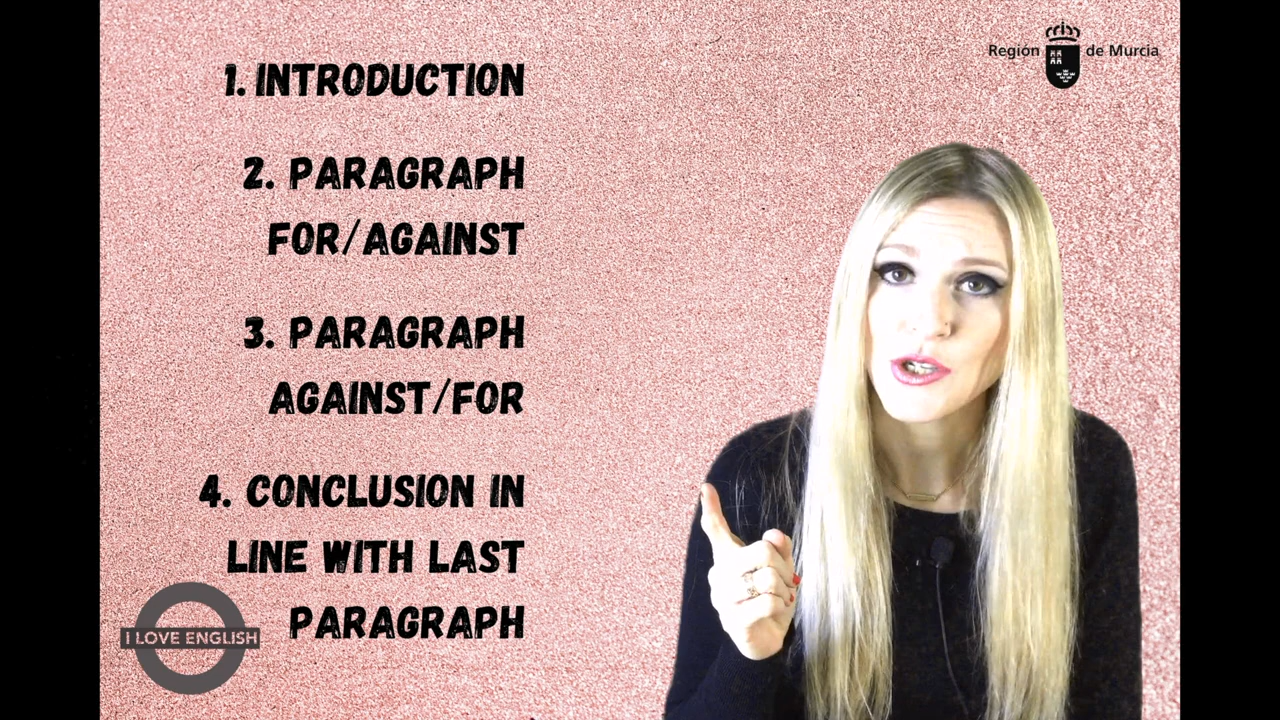 1. INTRODUCTION
2. PARAGRAPH
FOR/AGAINST
3. PARAGRAPH
AGAINST/FOR
4. CONCLUSION IN
LINE WITH LAST
PARAGRAPH
Región de Murcia
I LOVE ENGLISH